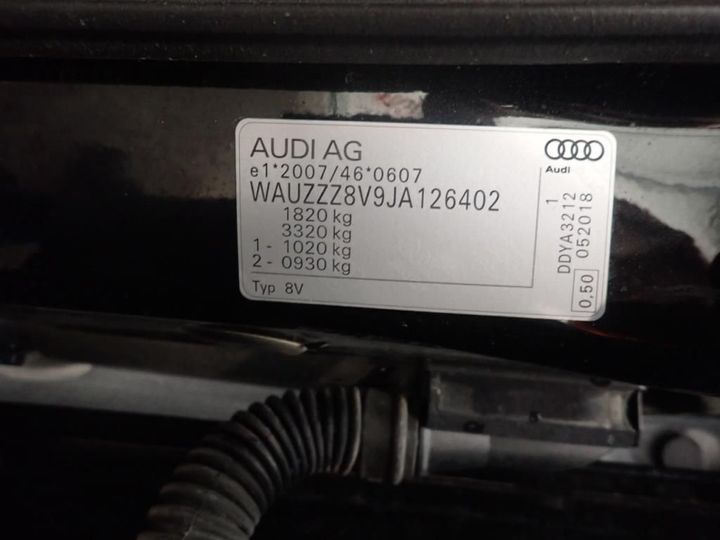 AUDI AG
Audi
e1*2007/46*0607
WAUZZZ8V9JA126402
1820 kg
3320 kg
1 - 1020 kg
2 - 0930 kg
Typ 8V
1
DDYA3212
052018
0,50